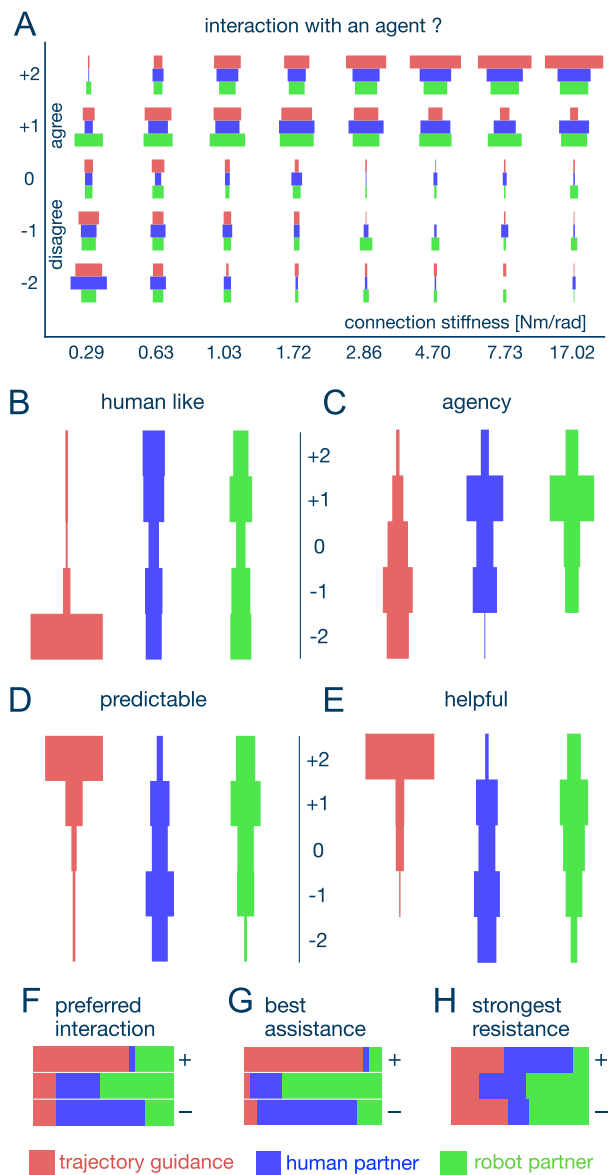 A
interaction with an agent ?
+2
agree
+1
0
disagree
-1
-2
connection stiffness [Nm/rad]
0.29 0.63 1.03 1.72 2.86 4.70 7.73 17.02
B human like
C agency
+2
+1
0
-1
-2
D predictable
E helpful
+2
+1
0
-1
-2
F preferred interaction
G best assistance
H strongest resistance
+ + +
− − −
trajectory guidance human partner robot partner